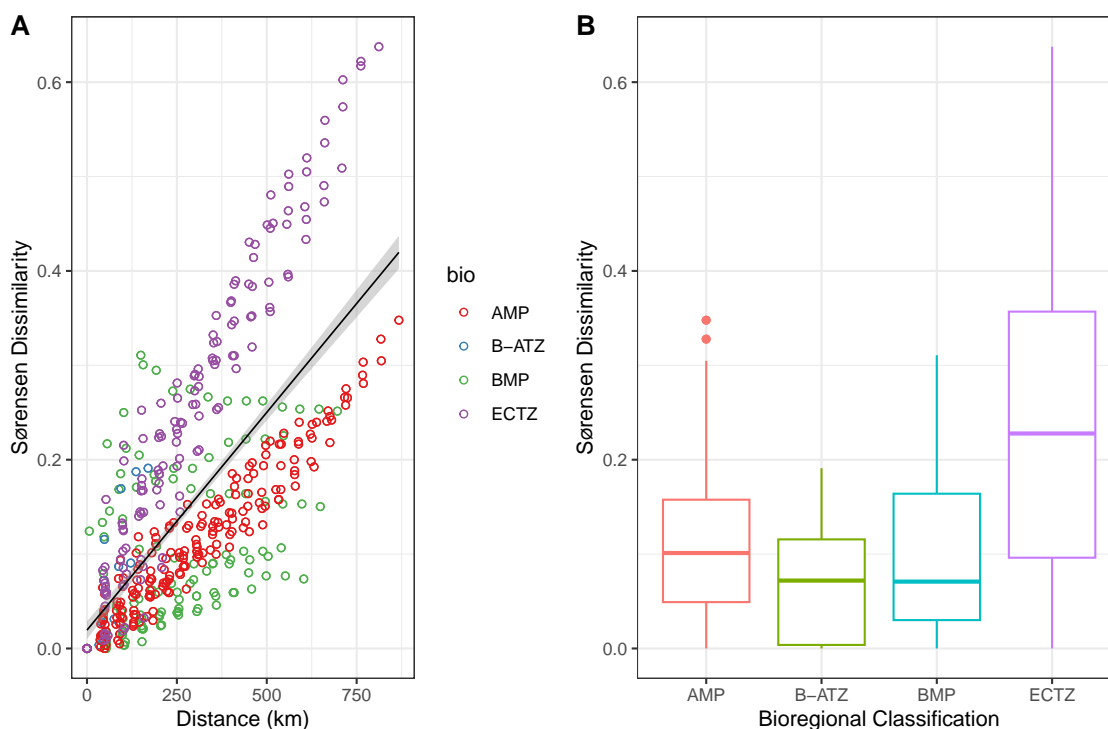 A
Sørensen Dissimilarity
0.6
0.4
0.2
0.0
0
250
500
750
Distance (km)
bio
AMP
B−ATZ
BMP
ECTZ
B
Sørensen Dissimilarity
0.6
0.4
0.2
0.0
AMP
B−ATZ
BMP
ECTZ
Bioregional Classification